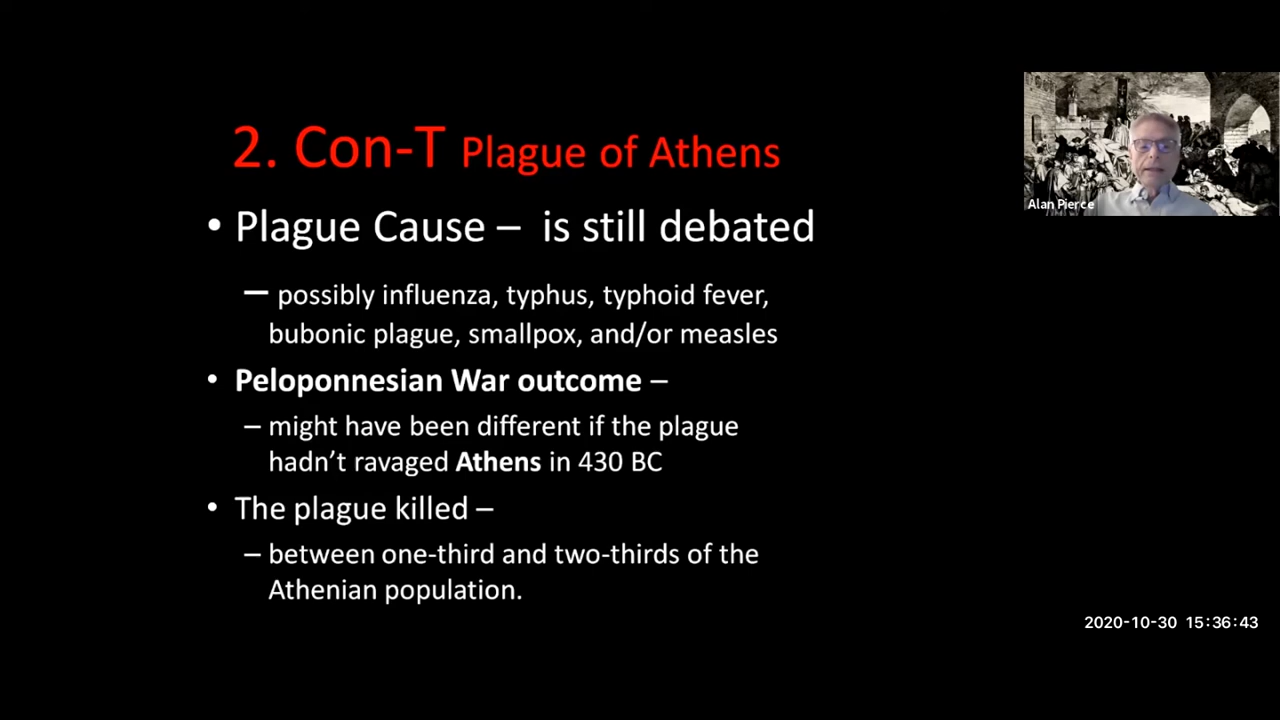 2. Con-T Plague of Athens
Alan Pierce
• Plague Cause – is still debated
– possibly influenza, typhus, typhoid fever,
bubonic plague, smallpox, and/or measles
• Peloponnesian War outcome –
– might have been different if the plague
hadn’t ravaged Athens in 430 BC
• The plague killed –
– between one-third and two-thirds of the
Athenian population.
2020-10-30 15:36:43